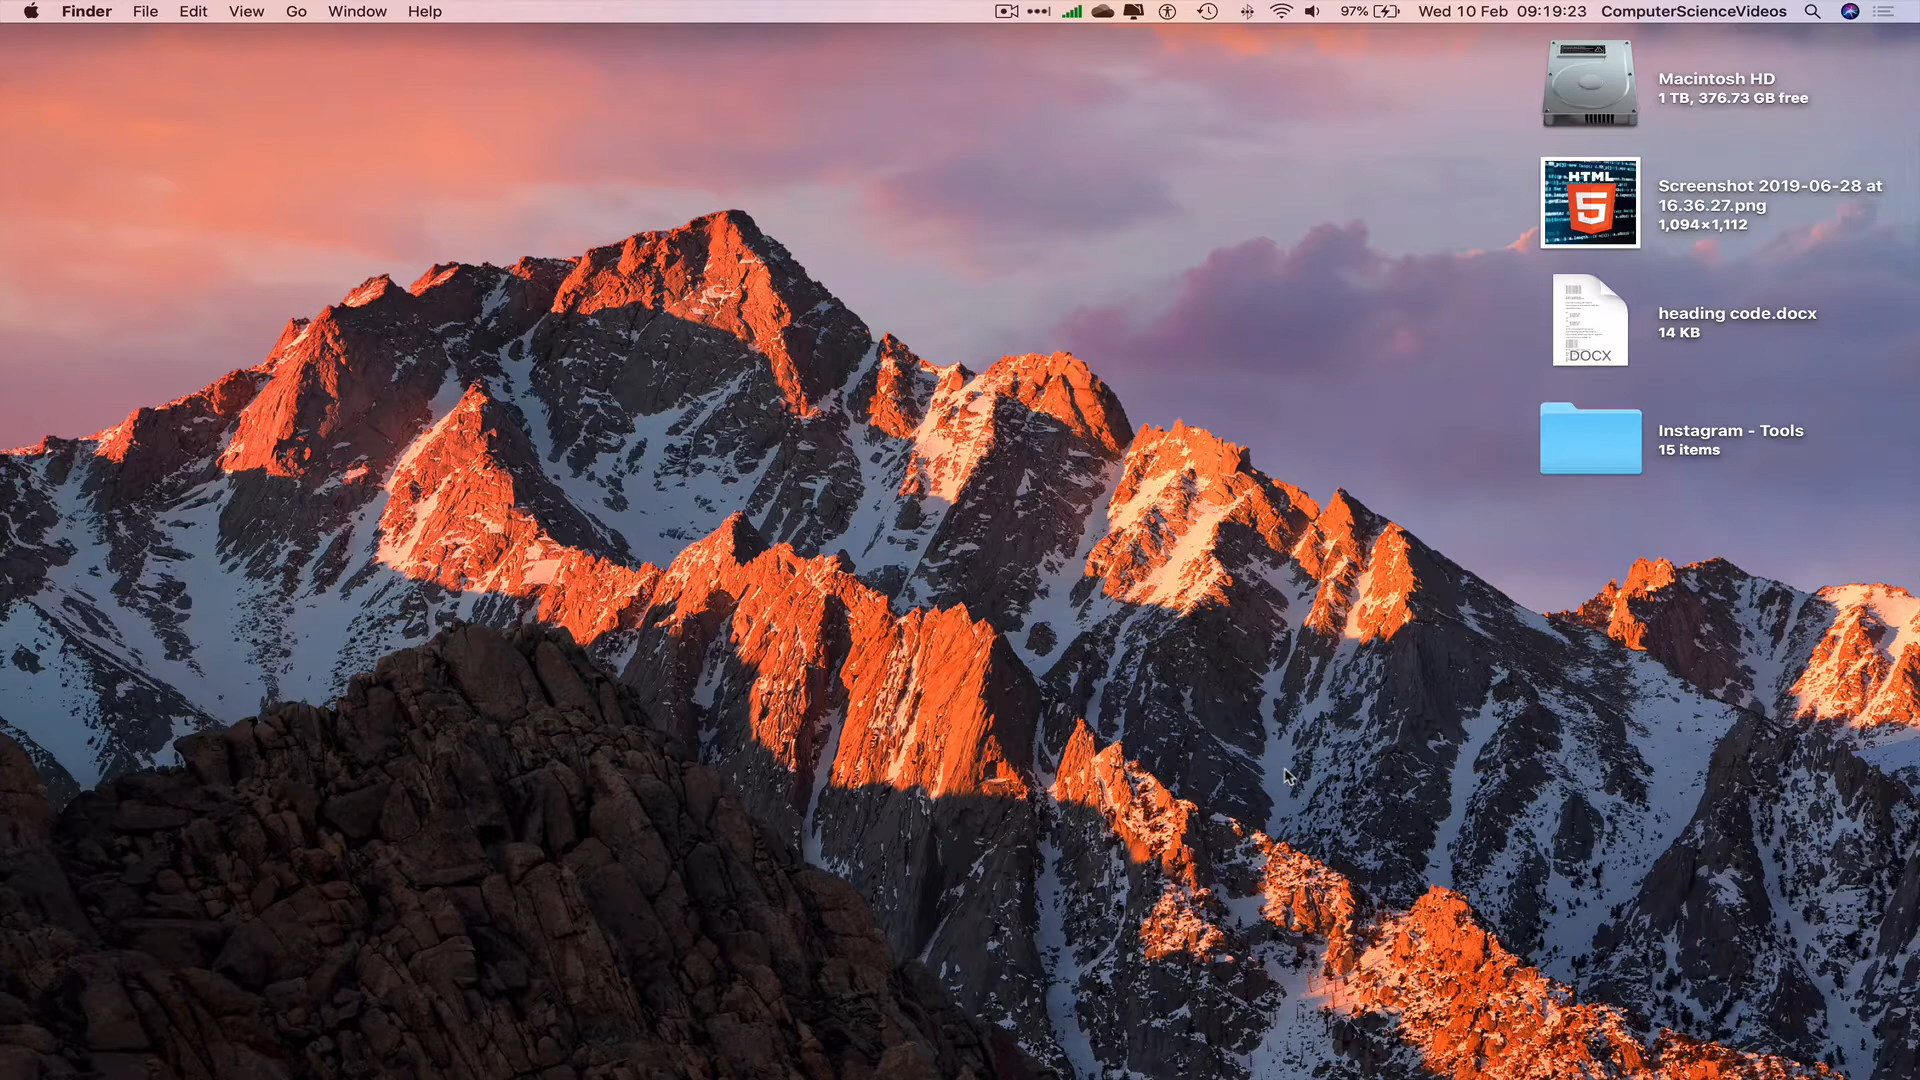 Finder File Edit View Go Window Help 97% Wed 10 Feb 09:19:23 ComputerScienceVideos
Macintosh HD
1 TB, 376.73 GB free
HTML
5
Screenshot 2019-06-28 at
16.36.27.png
1,094×1,112
DOCX
heading code.docx
14 KB
Instagram - Tools
15 items